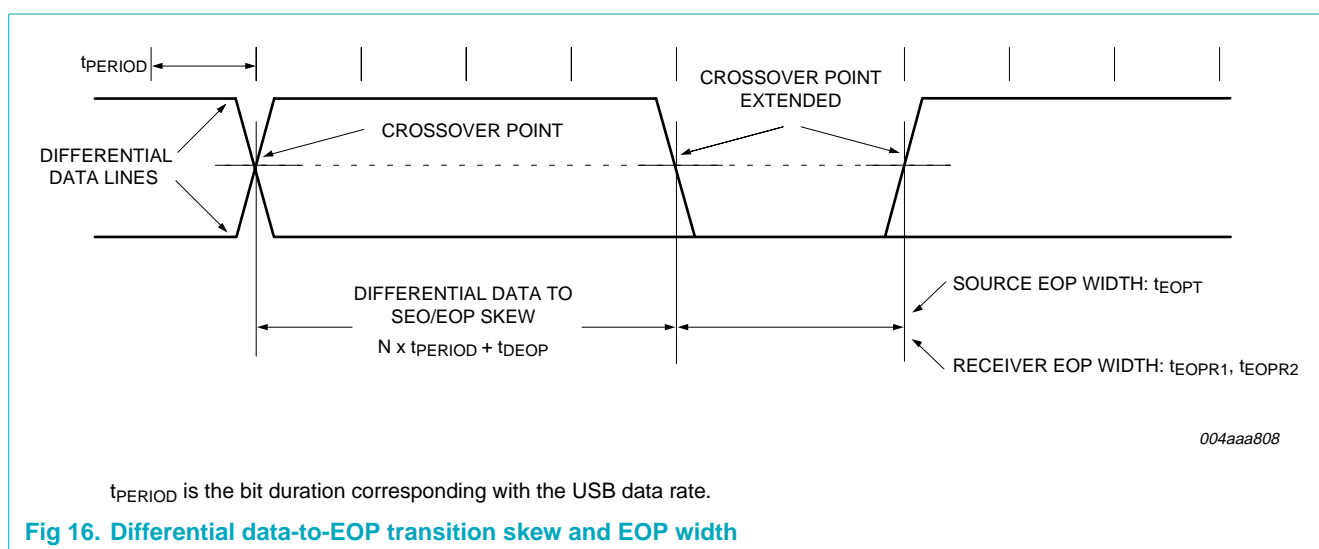 tPERIOD
CROSSOVER POINT
EXTENDED
CROSSOVER POINT
DIFFERENTIAL
DATA LINES
DIFFERENTIAL DATA TO
SEO/EOP SKEW
N x tPERIOD + tDEOP
SOURCE EOP WIDTH: tEOPT
RECEIVER EOP WIDTH: tEOPR1, tEOPR2
004aaa808
tPERIOD is the bit duration corresponding with the USB data rate.
Fig 16. Differential data-to-EOP transition skew and EOP width